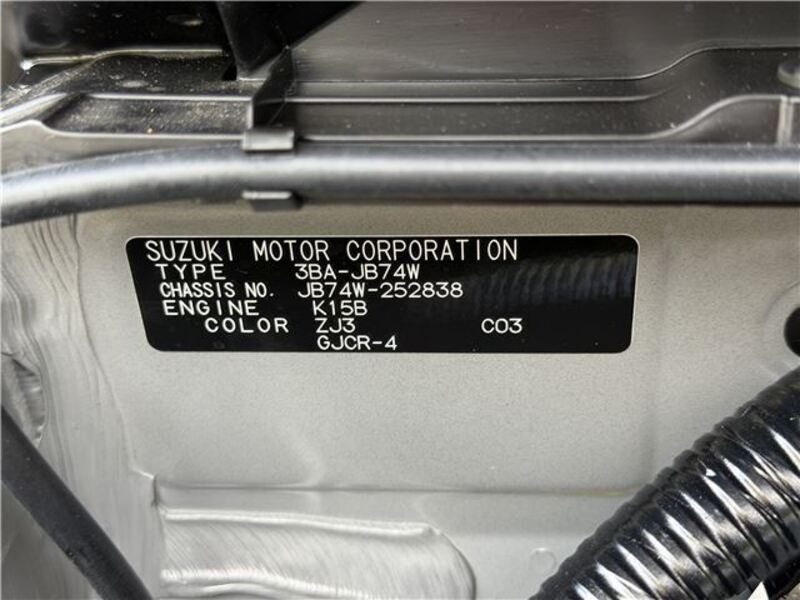 SUZUKI MOTOR CORPORATION
TYPE 3BA-JB74W
CHASSIS NO. JB74W-252838
ENGINE K15B
COLOR ZJ3 C03
GJCR-4